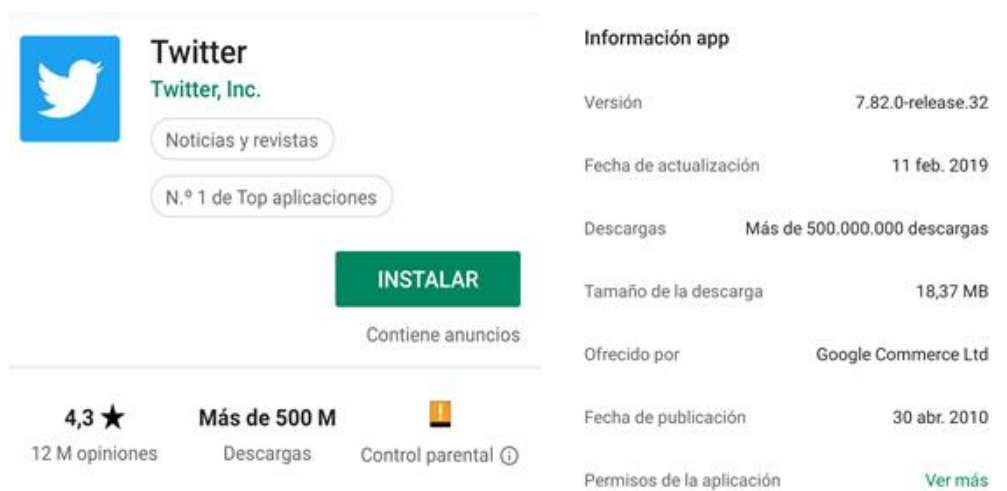 Twitter
Twitter, Inc.
Noticias y revistas
N.º 1 de Top aplicaciones
INSTALAR
Contiene anuncios
4,3 ★ Más de 500 M
12 M opiniones Descargas Control parental
Información app
Versión 7.82.0-release.32
Fecha de actualización 11 feb. 2019
Descargas Más de 500.000.000 descargas
Tamaño de la descarga 18,37 MB
Ofrecido por Google Commerce Ltd
Fecha de publicación 30 abr. 2010
Permisos de la aplicación Ver más